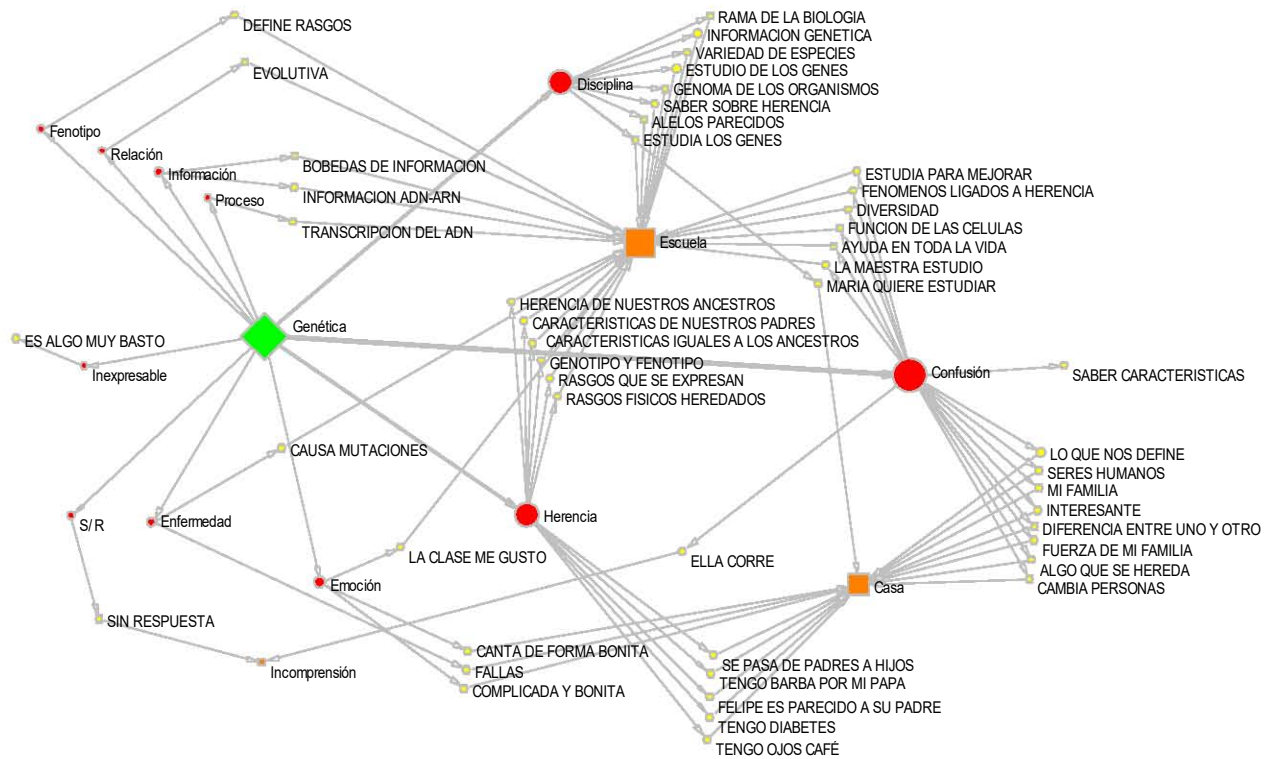 DEFINE RASGOS
EVOLUTIVA
Fenotipo
Relación
Información
Proceso
BOBEDAS DE INFORMACION
INFORMACION ADN-ARN
TRANSCRIPCION DEL ADN
Disciplina
RAMA DE LA BIOLOGIA
INFORMACION GENETICA
VARIEDAD DE ESPECIES
ESTUDIO DE LOS GENES
GENOMA DE LOS ORGANISMOS
SABER SOBRE HERENCIA
ALELOS PARECIDOS
ESTUDIA LOS GENES
Escuela
ESTUDIA PARA MEJORAR
FENOMENOS LIGADOS A HERENCIA
DIVERSIDAD
FUNCION DE LAS CELULAS
AYUDA EN TODA LA VIDA
LA MAESTRA ESTUDIO
MARIA QUIERE ESTUDIAR
Genética
ES ALGO MUY BASTO
Inexpresable
HERENCIA DE NUESTROS ANCESTROS
CARACTERISTICAS DE NUESTROS PADRES
CARACTERISTICAS IGUALES A LOS ANCESTROS
GENOTIPO Y FENOTIPO
RASGOS QUE SE EXPRESAN
RASGOS FISICOS HEREDADOS
Confusión
SABER CARACTERISTICAS
CAUSA MUTACIONES
S/ R
Enfermedad
Herencia
LA CLASE ME GUSTO
Emoción
ELLA CORRE
LO QUE NOS DEFINE
SERES HUMANOS
MI FAMILIA
INTERESANTE
DIFERENCIA ENTRE UNO Y OTRO
FUERZA DE MI FAMILIA
ALGO QUE SE HEREDA
CAMBIA PERSONAS
Casa
SIN RESPUESTA
Incomprensión
CANTA DE FORMA BONITA
FALLAS
COMPLICADA Y BONITA
SE PASA DE PADRES A HIJOS
TENGO BARBA POR MI PAPA
FELIPE ES PARECIDO A SU PADRE
TENGO DIABETES
TENGO OJOS CAFÉ